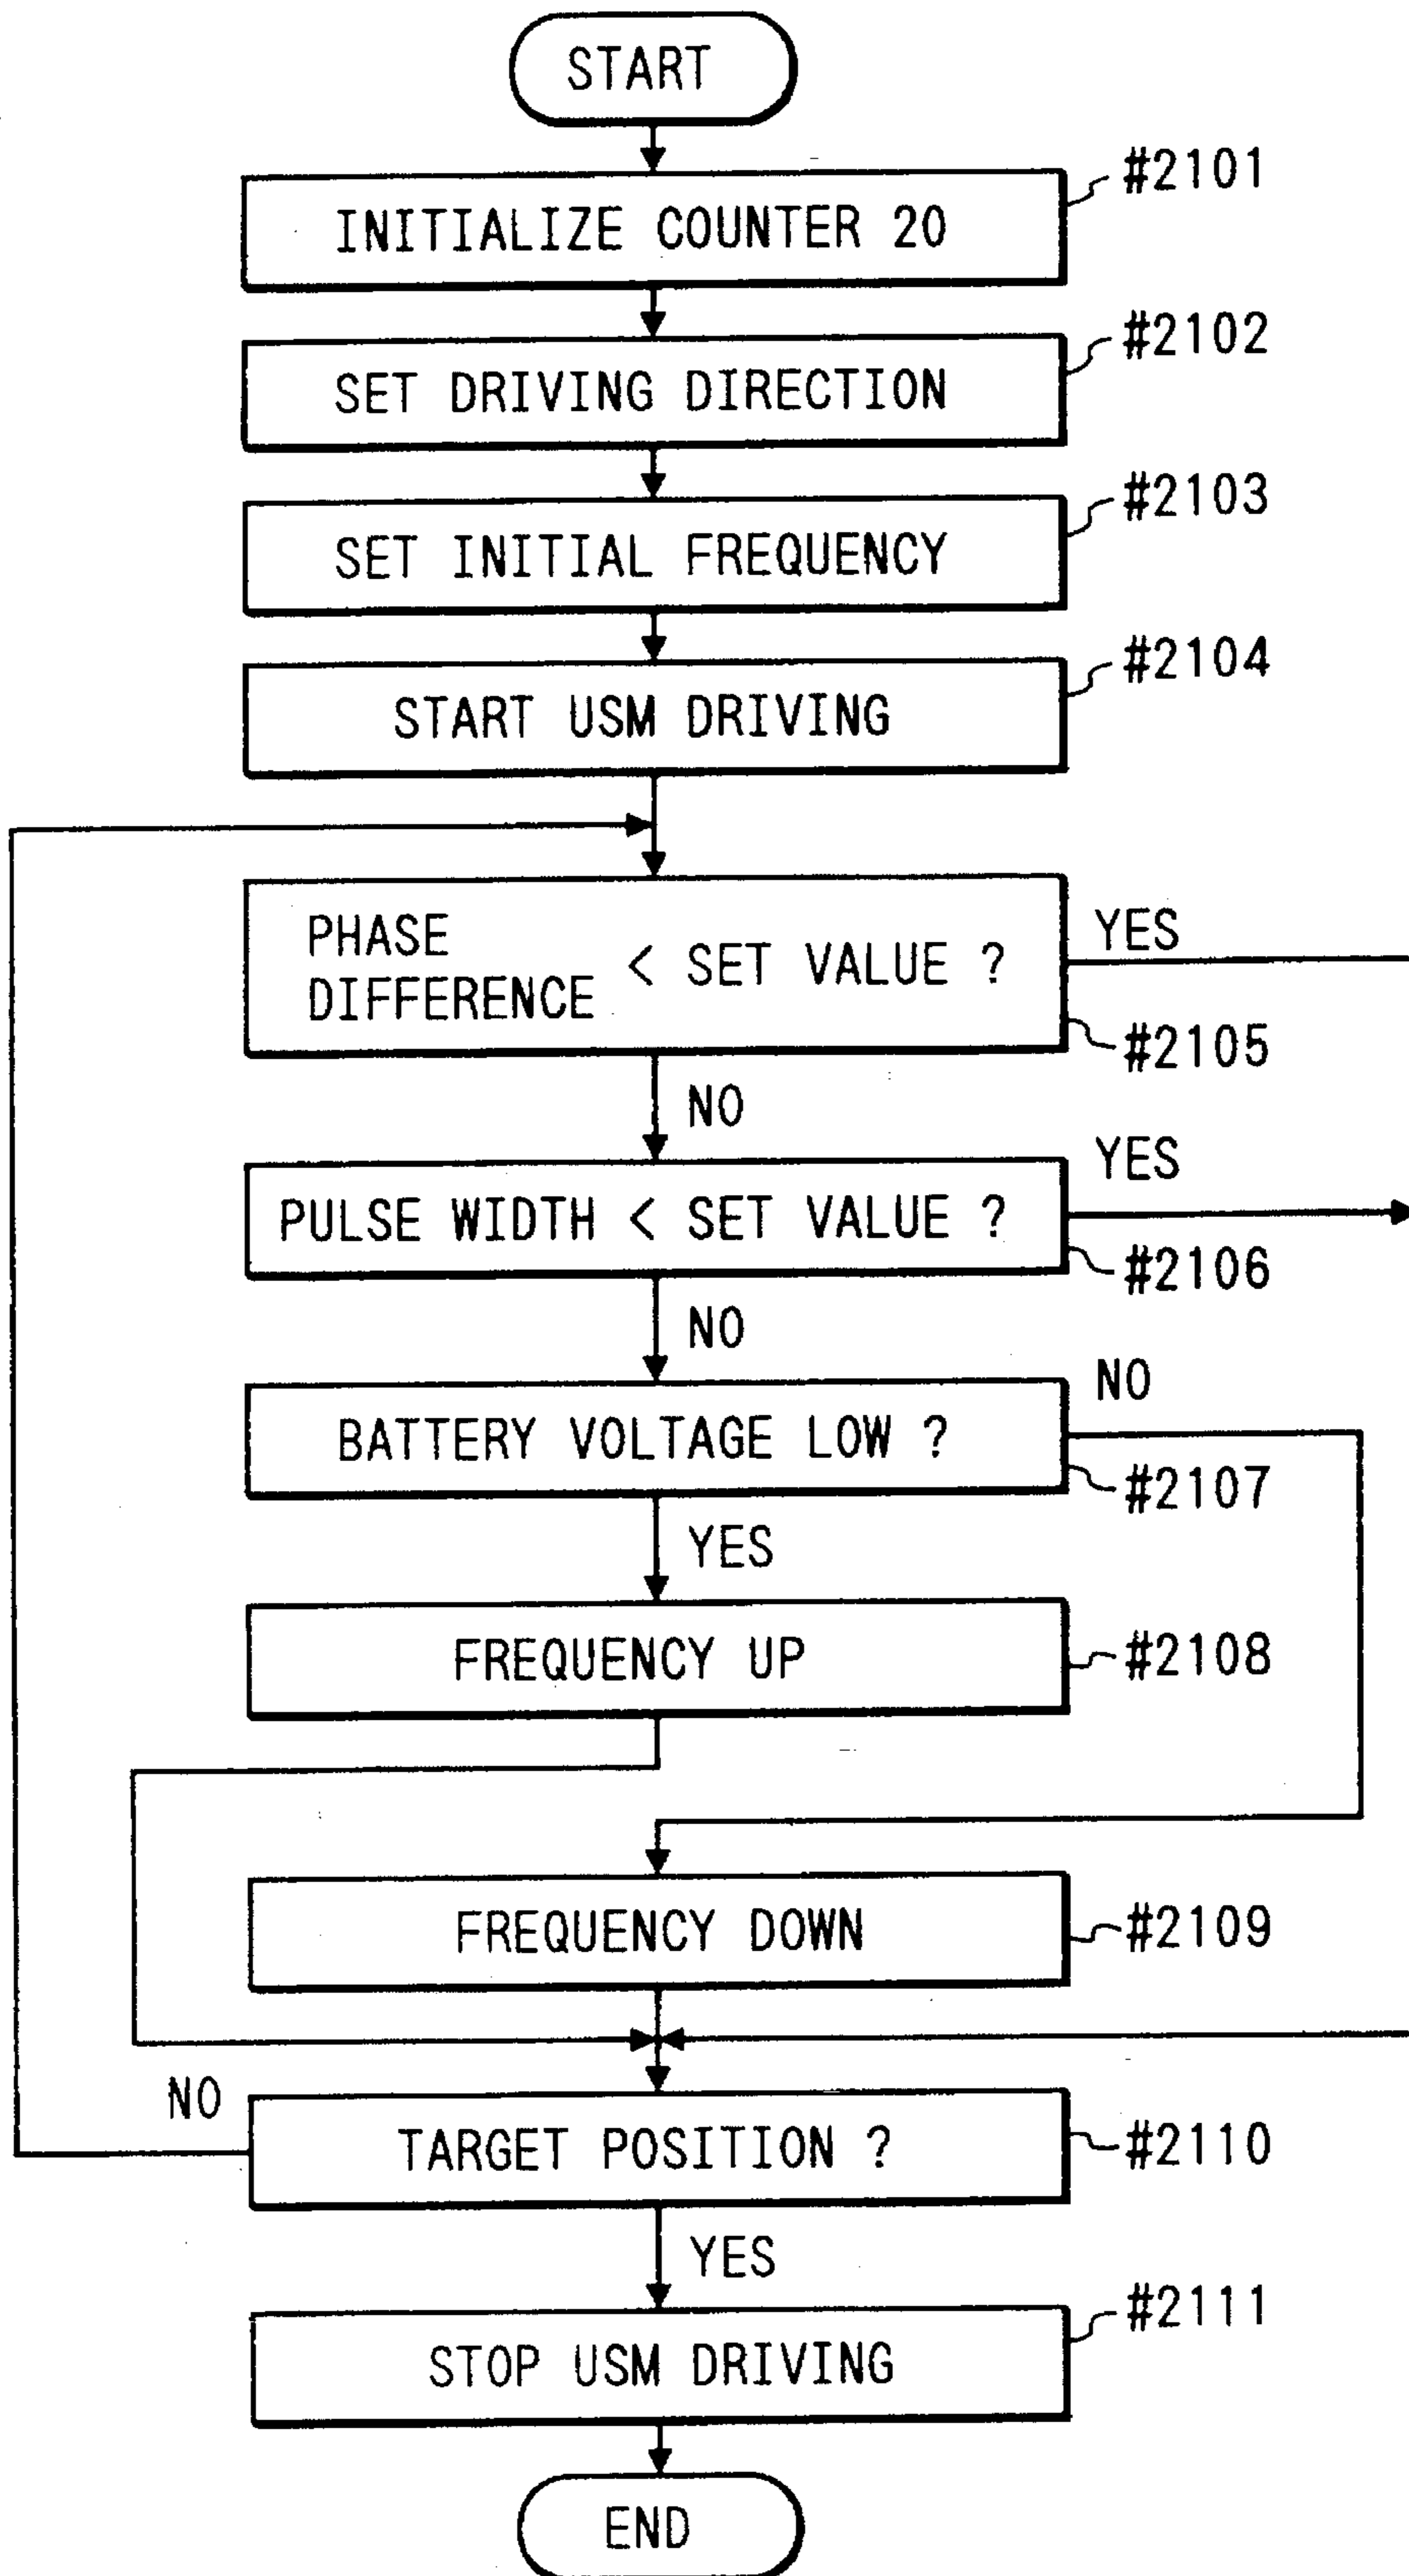 START
INITIALIZE COUNTER 20
#2101
SET DRIVING DIRECTION
#2102
SET INITIAL FREQUENCY
#2103
START USM DRIVING
#2104
PHASE DIFFERENCE < SET VALUE ?
YES
#2105
NO
PULSE WIDTH < SET VALUE ?
YES
#2106
NO
BATTERY VOLTAGE LOW ?
NO
#2107
YES
FREQUENCY UP
#2108
FREQUENCY DOWN
#2109
NO
TARGET POSITION ?
#2110
YES
STOP USM DRIVING
#2111
END